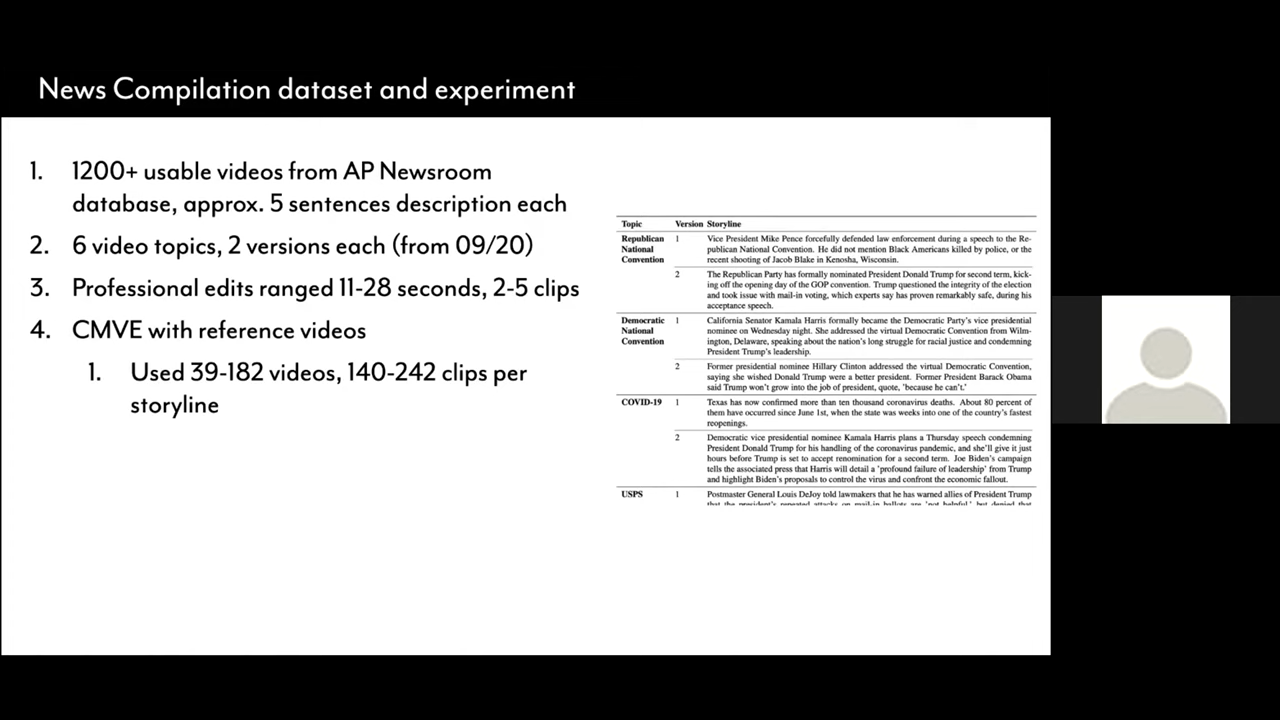 News Compilation dataset and experiment
1. 1200+ usable videos from AP Newsroom
database, approx. 5 sentences description each
2. 6 video topics, 2 versions each (from 09/20)
3. Professional edits ranged 11-28 seconds, 2-5 clips
4. CMVE with reference videos
1. Used 39-182 videos, 140-242 clips per
storyline
Topic Version Storyline
Republican 1 Vice President Mike Pence forcefully defended law enforcement during a speech to the Re-
National publican National Convention. He did not mention Black Americans killed by police, or the
Convention recent shooting of Jacob Blake in Kenosha, Wisconsin.
2 The Republican Party has formally nominated President Donald Trump for second term, kick-
ing off the opening day of the GOP convention. Trump questioned the integrity of the election
and took issue with mail-in voting, which experts say has proven remarkably safe, during his
acceptance speech.
Democratic 1 California Senator Kamala Harris formally became the Democratic Party's vice presidential
National nominee on Wednesday night. She addressed the virtual Democratic Convention from Wilm-
Convention ington, Delaware, speaking about the nation's long struggle for racial justice and condemning
President Trump's leadership.
2 Former presidential nominee Hillary Clinton addressed the virtual Democratic Convention,
saying she wished Donald Trump were a better president. Former President Barack Obama
said Trump won't grow into the job of president, quote, 'because he can't.'
COVID-19 1 Texas has now confirmed more than ten thousand coronavirus deaths. About 80 percent of
them have occurred since June 1st, when the state was weeks into one of the country's fastest
reopenings.
2 Democratic vice presidential nominee Kamala Harris plans a Thursday speech condemning
President Donald Trump for his handling of the coronavirus pandemic, and she'll give it just
hours before Trump is set to accept renomination for a second term. Joe Biden's campaign
tells the associated press that Harris will detail a 'profound failure of leadership' from Trump
and highlight Biden's proposals to control the virus and confront the economic fallout.
USPS 1 Postmaster General Louis DeJoy told lawmakers that he has warned allies of President Trump
that the president's repeated attacks on mail-in ballots are 'not helpful,' but denied that